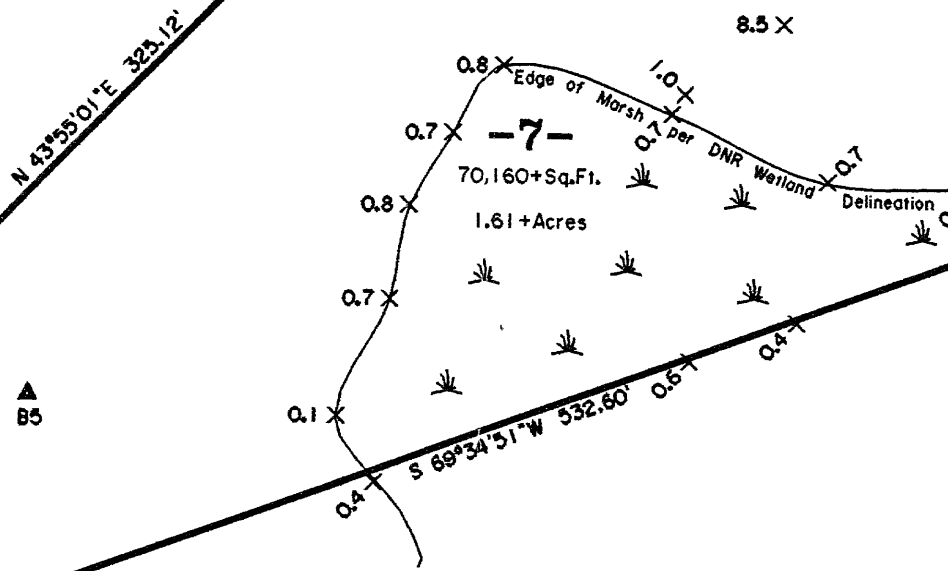 N 43°55'01"E 325.12'
8.5
0.8
Edge of Marsh per DNR Wetland Delineation
1.0
0.7
0.7
-7-
0.7
70,160+Sq.Ft.
0.8
1.61+Acres
0.7
0.4
0.6
B5
0.1
S 69°34'51"W 532.60'
0.4